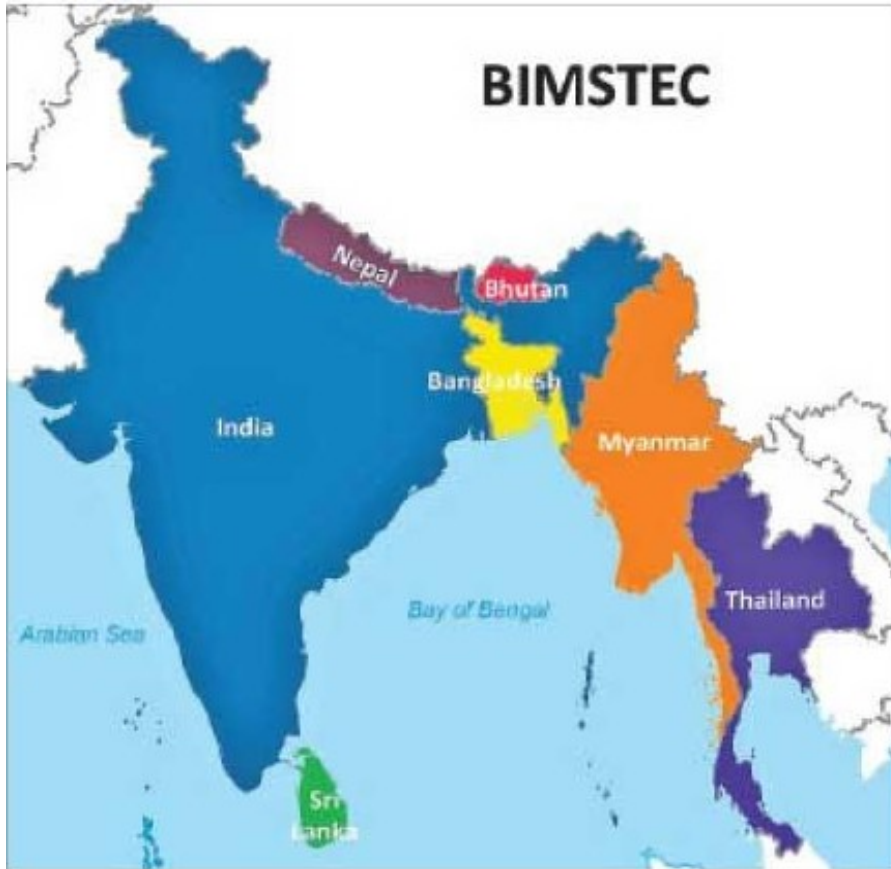 BIMSTEC
Nepal
Bhutan
Bangladesh
India
Myanmar
Thailand
Bay of Bengal
Arabian Sea
Sri
Lanka